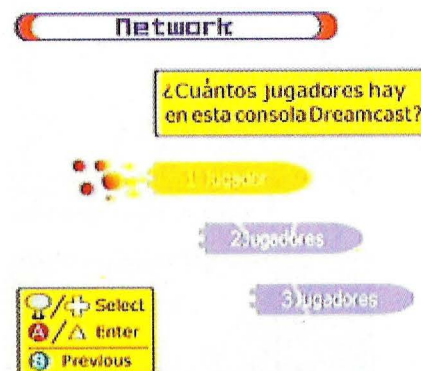 Network
¿Cuántos jugadores hay
en esta consola Dreamcast?
1 Jugador
2 Jugadores
3 Jugadores
/ Select
A/ Enter
S Previous